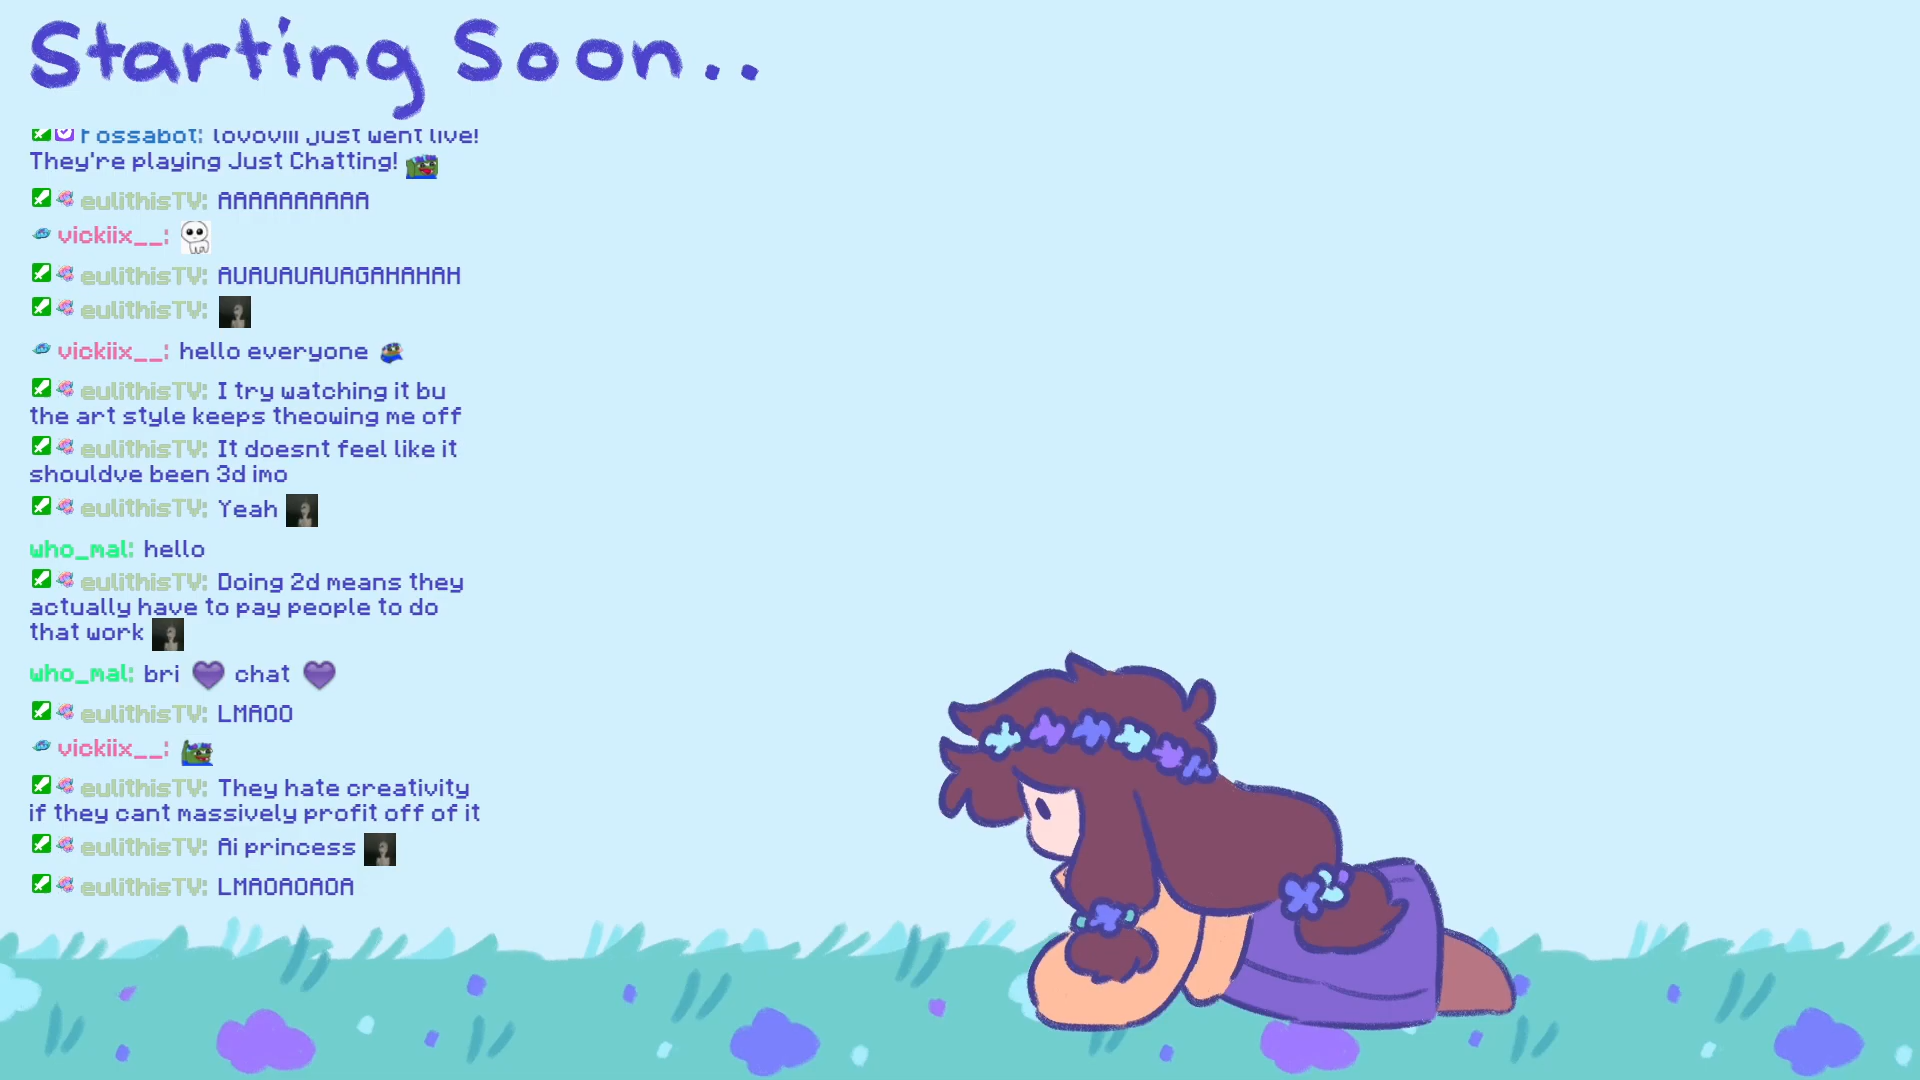 Starting Soon..
Fossabot: lovoviii just went live!
They're playing Just Chatting!
eulithisTV: AAAAAAAAAA
vickiix__:
eulithisTV: AUAUAUAUAGAHAHAH
eulithisTV:
vickiix__: hello everyone
eulithisTV: I try watching it bu
the art style keeps theowing me off
eulithisTV: It doesnt feel like it
shouldve been 3d imo
eulithisTV: Yeah
who_mal: hello
eulithisTV: Doing 2d means they
actually have to pay people to do
that work
who_mal: bri 💜 chat 💜
eulithisTV: LMAOO
vickiix__:
eulithisTV: They hate creativity
if they cant massively profit off of it
eulithisTV: Ai princess
eulithisTV: LMAOAOAOA